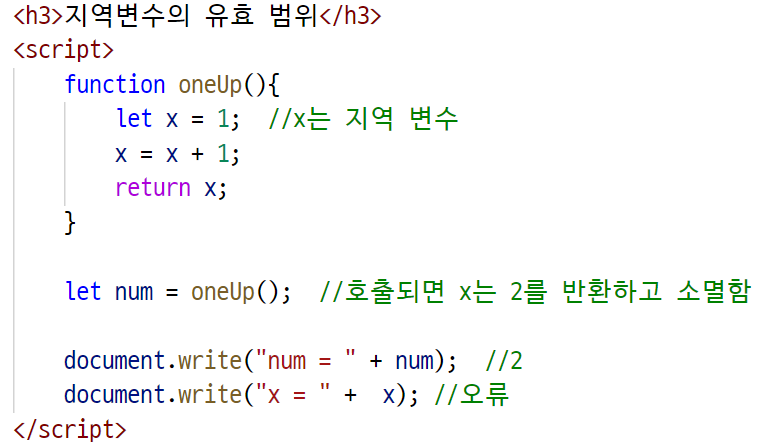 <h3>지역변수의 유효 범위</h3>
<script>
function oneUp(){
let x = 1;  //x는 지역 변수
x = x + 1;
return x;
}
let num = oneUp();  //호출되면 x는 2를 반환하고 소멸함
document.write("num = " + num);  //2
document.write("x = " +  x); //오류
</script>